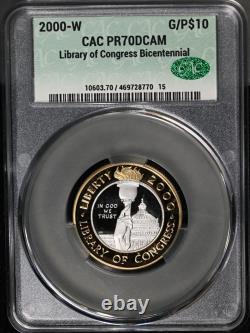 2000-W G/P$10
CAC PR70DCAM
Library of Congress Bicentennial
CAC
10603.70 / 469728770 15
LIBERTY 2000
IN GOD
WE
TRUST
LIBRARY OF CONGRESS